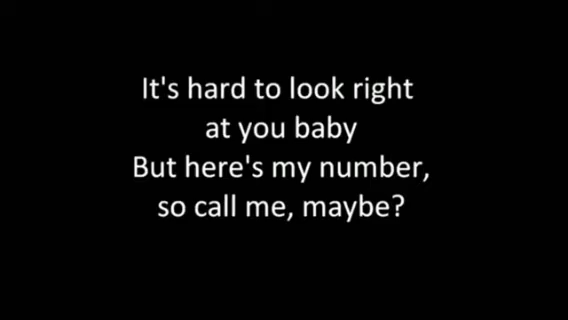 It's hard to look right
at you baby
But here's my number,
so call me, maybe?